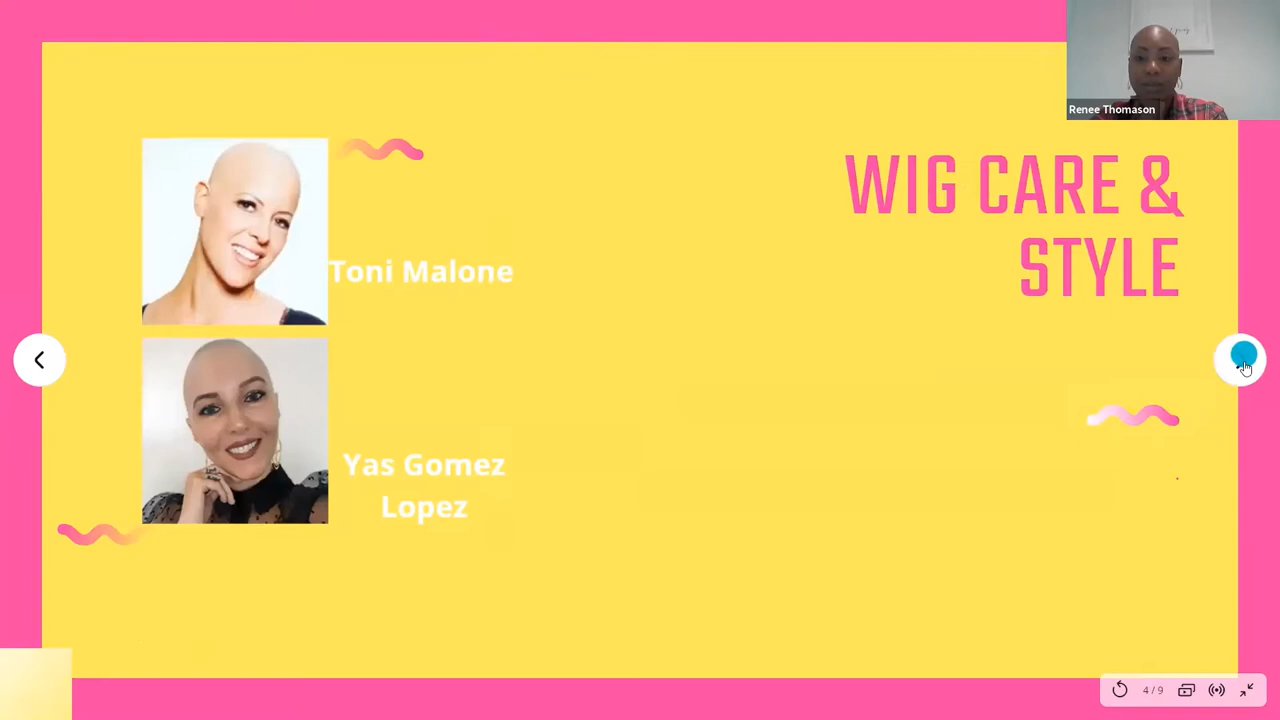 Renee Thomason
WIG CARE &
STYLE
Toni Malone
Yas Gomez
Lopez
4 / 9